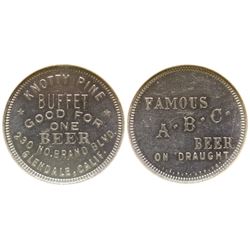 KNOTTY PINE
BUFFET
GOOD FOR
ONE
BEER
230 NO. BRAND BLVD.
GLENDALE, CALIF.
FAMOUS
A·B·C·
BEER
ON DRAUGHT